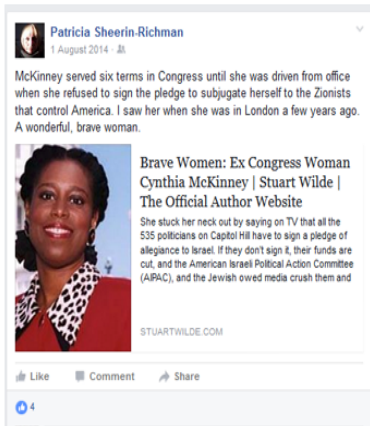 Patricia Sheerin-Richman
1 August 2014 ·
McKinney served six terms in Congress until she was driven from office
when she refused to sign the pledge to subjugate herself to the Zionists
that control America. I saw her when she was in London a few years ago.
A wonderful, brave woman.
Brave Women: Ex Congress Woman
Cynthia McKinney | Stuart Wilde |
The Official Author Website
She stuck her neck out by saying on TV that all the
535 politicians on Capitol Hill have to sign a pledge of
allegiance to Israel. If they don't sign it, their funds are
cut, and the American Israeli Political Action Committee
(AIPAC), and the Jewish owed media crush them and
STUARTWILDE.COM
Like Comment Share
4